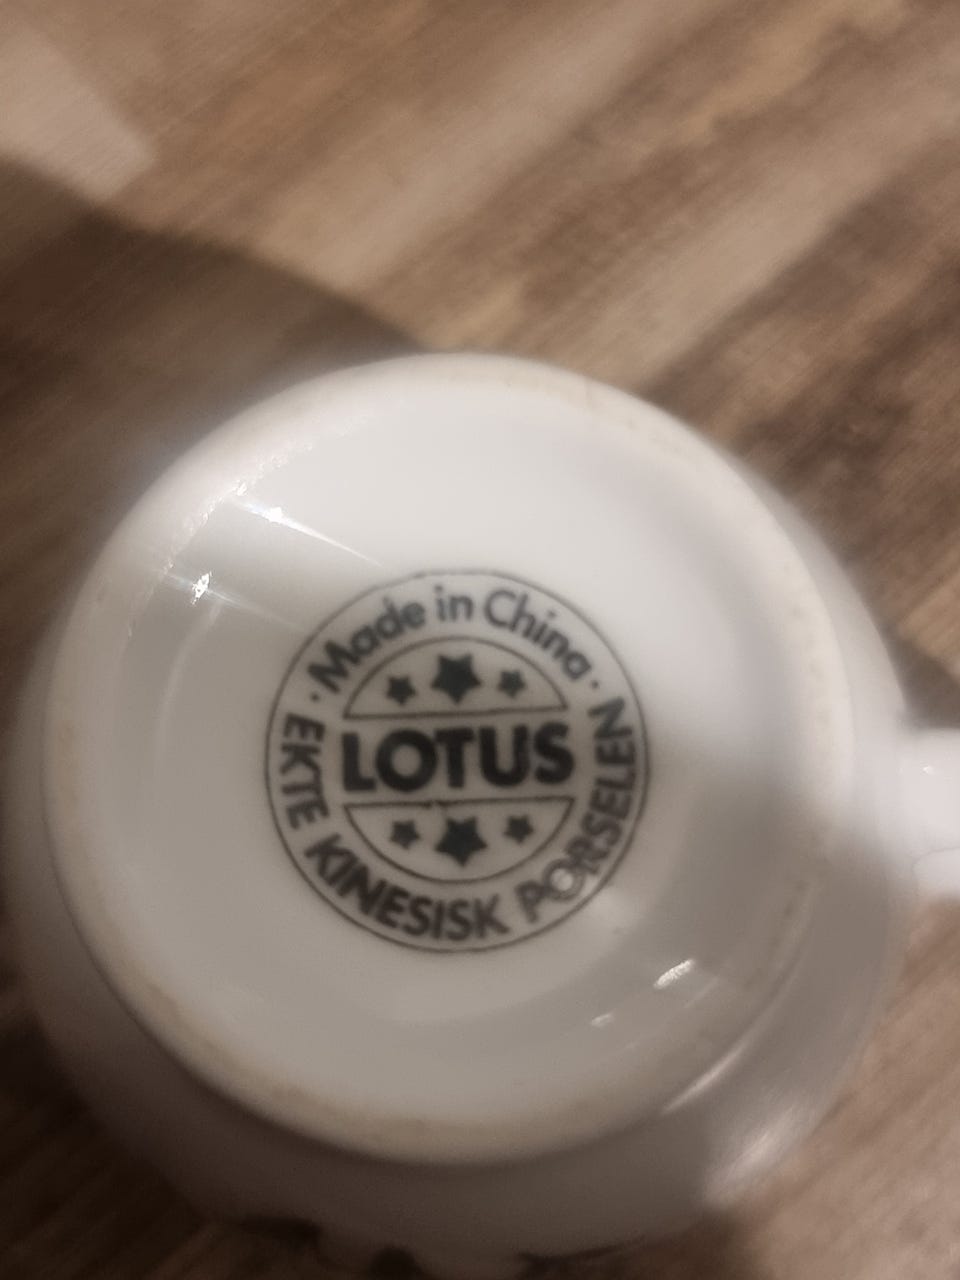 · Made in China ·
LOTUS
EKTE KINESISK PORSELEN